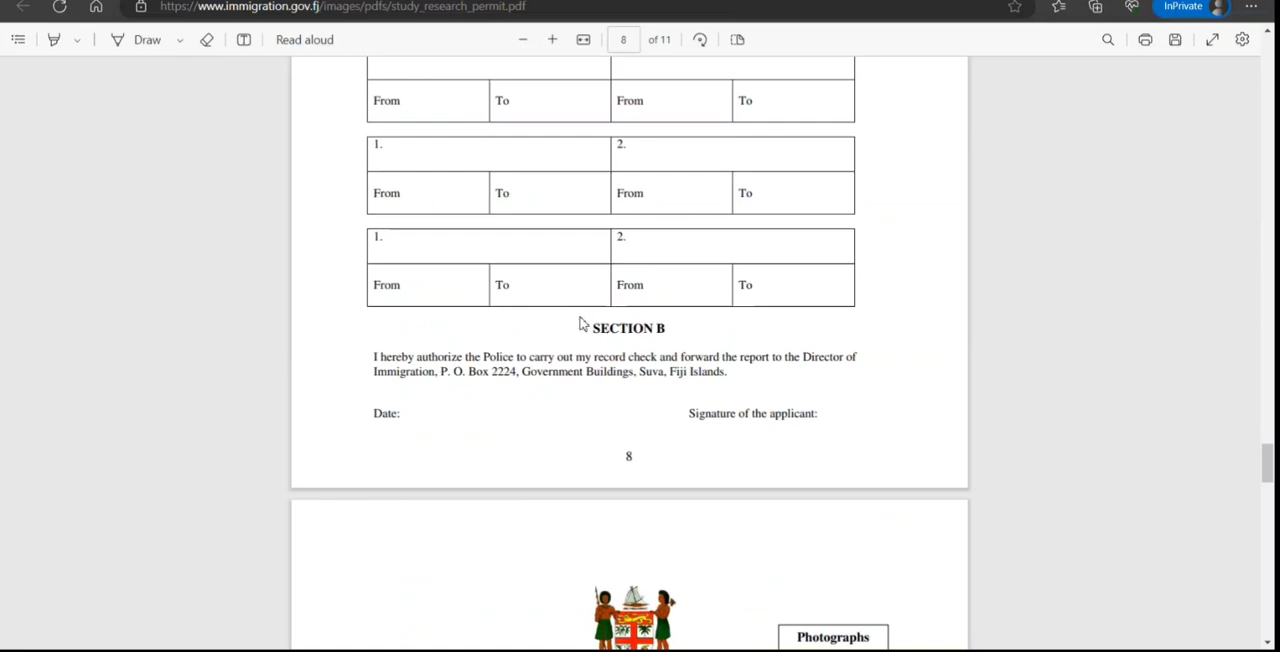 https://www.immigration.gov.fj/images/pdfs/study_research_permit.pdf
InPrivate
Draw
Read aloud
8 of 11
From To From To
1. 2.
From To From To
1. 2.
From To From To
SECTION B
I hereby authorize the Police to carry out my record check and forward the report to the Director of
Immigration, P. O. Box 2224, Government Buildings, Suva, Fiji Islands.
Date: Signature of the applicant:
8
Photographs